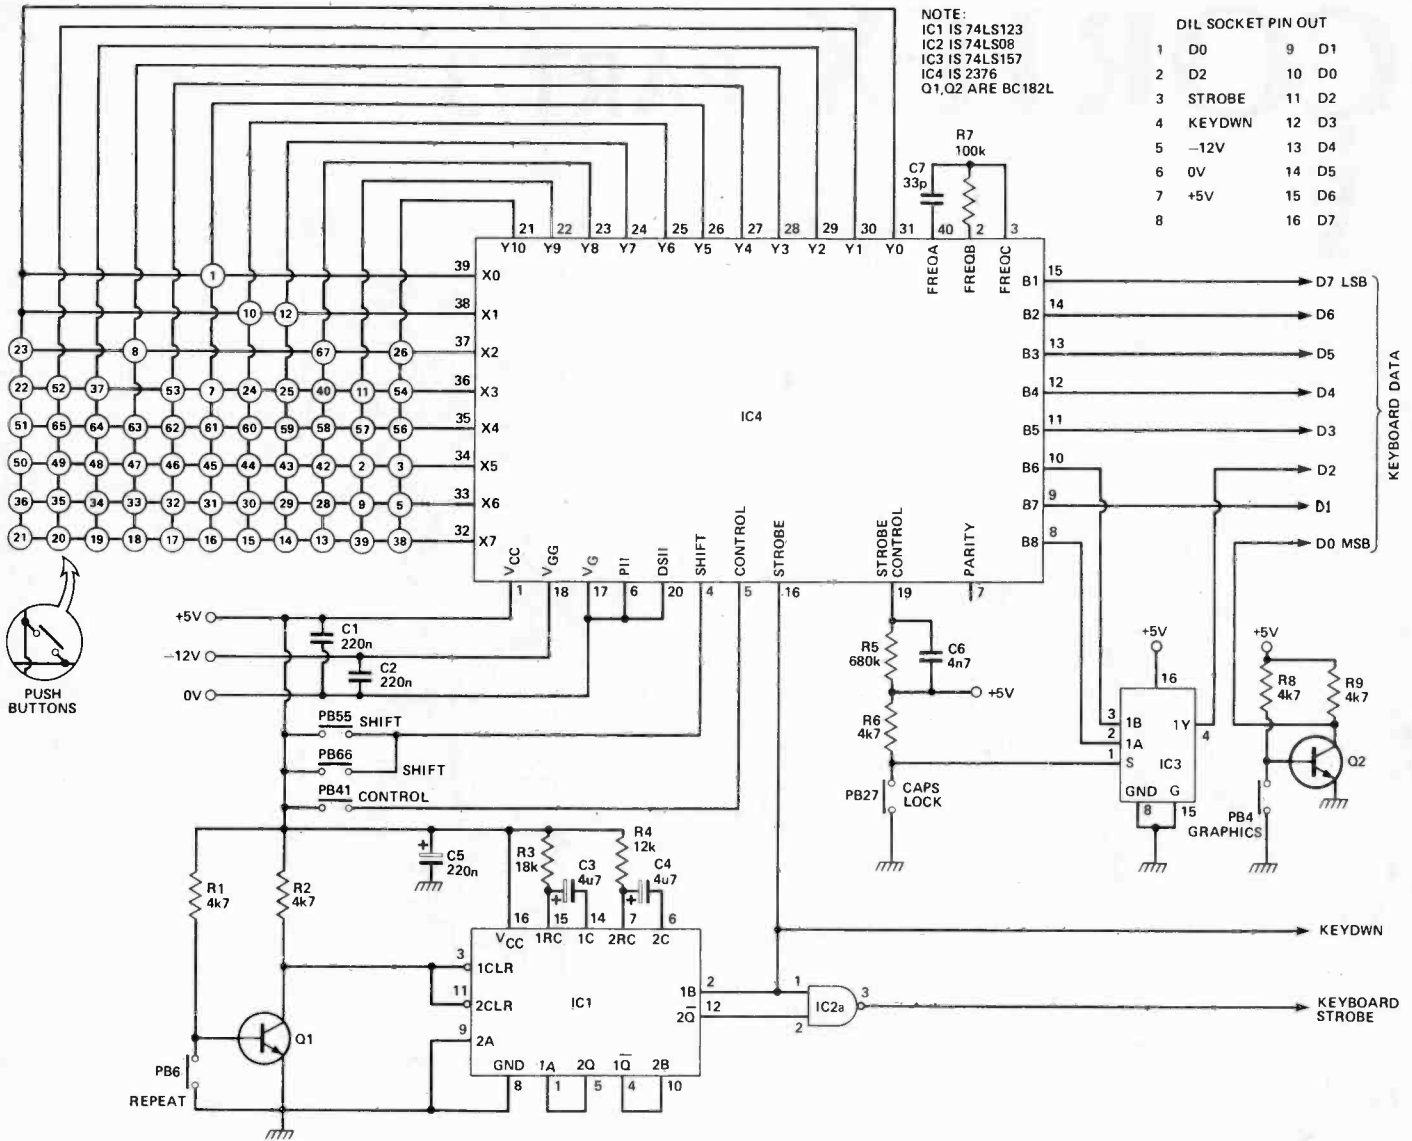 NOTE:
IC1 IS 74LS123
IC2 IS 74LS08
IC3 IS 74LS157
IC4 IS 2376
Q1,Q2 ARE BC182L
DIL SOCKET PIN OUT
1 D0 9 D1
2 D2 10 D0
3 STROBE 11 D2
4 KEYDWN 12 D3
5 −12V 13 D4
6 0V 14 D5
7 +5V 15 D6
8 16 D7
R7
100k
C7
33p
21 22 23 24 25 26 27 28 29 30 31 40 2 3
Y10 Y9 Y8 Y7 Y6 Y5 Y4 Y3 Y2 Y1 Y0 FREQA FREQB FREQC
1 39 X0
10 12 38 X1
23 8 67 26 37 X2
22 52 37 53 7 24 25 40 11 54 36 X3
51 65 64 63 62 61 60 59 58 57 56 35 X4
50 49 48 47 46 45 44 43 42 2 3 34 X5
36 35 34 33 32 31 30 29 28 9 5 33 X6
21 20 19 18 17 16 15 14 13 39 38 32 X7
IC4
B1 15 D7 LSB
B2 14 D6
B3 13 D5
B4 12 D4
B5 11 D3
B6 10 D2
B7 9 D1
B8 8 D0 MSB
KEYBOARD DATA
VCC VGG VG PII DSII SHIFT CONTROL STROBE STROBE CONTROL PARITY
1 18 17 6 20 4 5 16 19 7
PUSH
BUTTONS
+5V
−12V
0V
C1
220n
C2
220n
PB55 SHIFT
PB66
SHIFT
PB41 CONTROL
R5
680k
C6
4n7
+5V
R6
4k7
PB27 CAPS
LOCK
+5V
16
3 1B 1Y 4
2 1A
1 S IC3
GND G
8 15
+5V
R8
4k7
R9
4k7
Q2
PB4
GRAPHICS
R1
4k7
R2
4k7
C5
220n
+
R3
18k
C3
4u7
+
R4
12k
C4
4u7
+
16 15 14 7 6
VCC 1RC 1C 2RC 2C
3 1CLR
11 2CLR
9 2A
IC1
1B 2
2Q 12
GND 1A 2Q 1Q 2B
8 1 5 4 10
1
2
IC2a 3
KEYDWN
KEYBOARD
STROBE
Q1
PB6
REPEAT